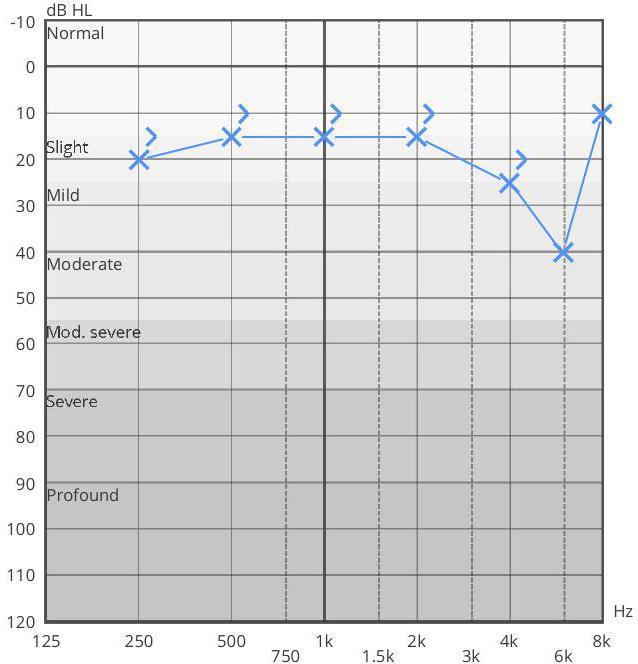 dB HL
-10
Normal
0
10
Slight
20
Mild
30
40
Moderate
50
Mod. severe
60
70
Severe
80
90
Profound
100
110
120
Hz
125 250 500 1k 2k 4k 8k
750 1.5k 3k 6k